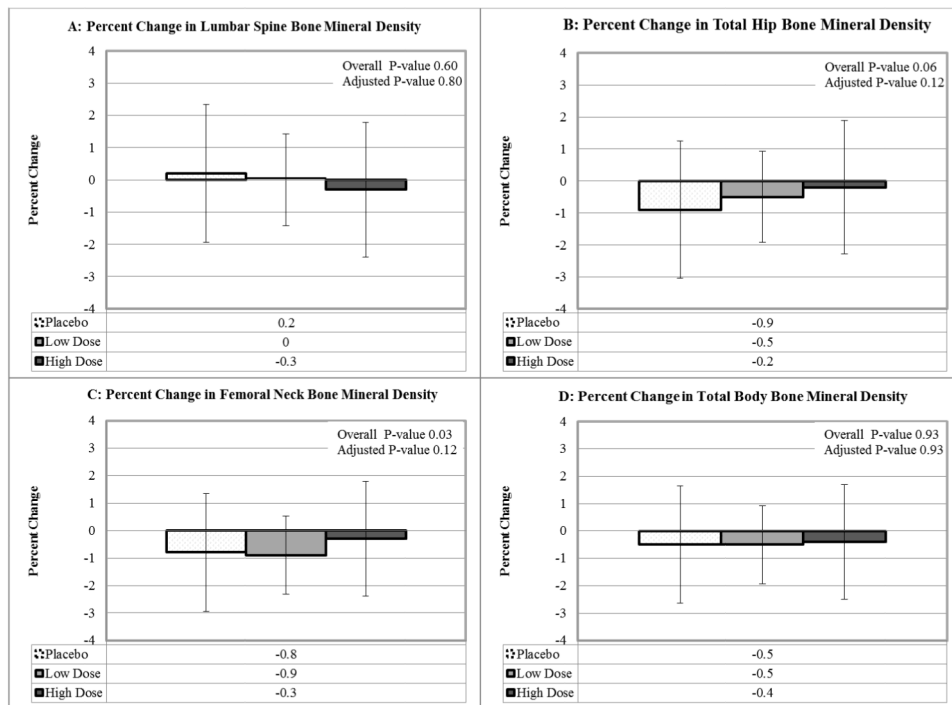 A: Percent Change in Lumbar Spine Bone Mineral Density
Overall P-value 0.60
Adjusted P-value 0.80
Percent Change
4
3
2
1
0
-1
-2
-3
-4
Placebo 0.2
Low Dose 0
High Dose -0.3
B: Percent Change in Total Hip Bone Mineral Density
Overall P-value 0.06
Adjusted P-value 0.12
Percent Change
4
3
2
1
0
-1
-2
-3
-4
Placebo -0.9
Low Dose -0.5
High Dose -0.2
C: Percent Change in Femoral Neck Bone Mineral Density
Overall P-value 0.03
Adjusted P-value 0.12
Percent Change
4
3
2
1
0
-1
-2
-3
-4
Placebo -0.8
Low Dose -0.9
High Dose -0.3
D: Percent Change in Total Body Bone Mineral Density
Overall P-value 0.93
Adjusted P-value 0.93
Percent Change
4
3
2
1
0
-1
-2
-3
-4
Placebo -0.5
Low Dose -0.5
High Dose -0.4